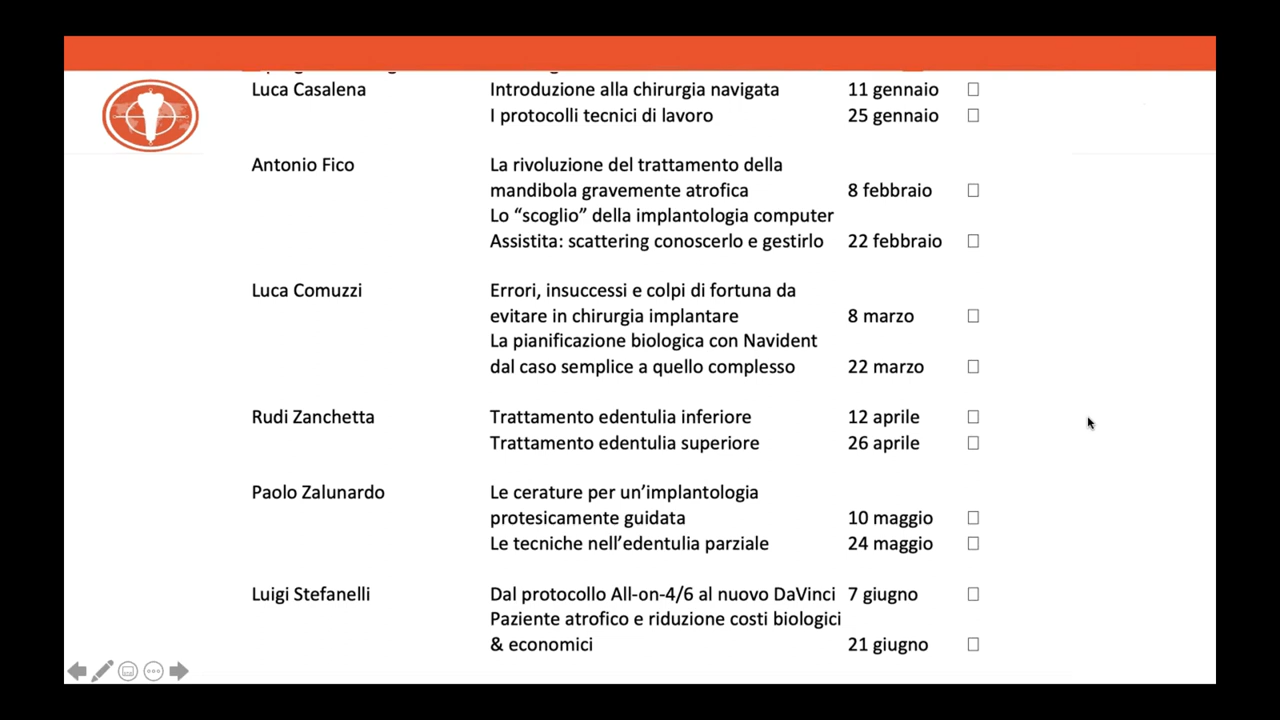 Luca Casalena Introduzione alla chirurgia navigata 11 gennaio
I protocolli tecnici di lavoro 25 gennaio
Antonio Fico La rivoluzione del trattamento della
mandibola gravemente atrofica 8 febbraio
Lo “scoglio” della implantologia computer
Assistita: scattering conoscerlo e gestirlo 22 febbraio
Luca Comuzzi Errori, insuccessi e colpi di fortuna da
evitare in chirurgia implantare 8 marzo
La pianificazione biologica con Navident
dal caso semplice a quello complesso 22 marzo
Rudi Zanchetta Trattamento edentulia inferiore 12 aprile
Trattamento edentulia superiore 26 aprile
Paolo Zalunardo Le cerature per un’implantologia
protesicamente guidata 10 maggio
Le tecniche nell’edentulia parziale 24 maggio
Luigi Stefanelli Dal protocollo All-on-4/6 al nuovo DaVinci 7 giugno
Paziente atrofico e riduzione costi biologici
& economici 21 giugno